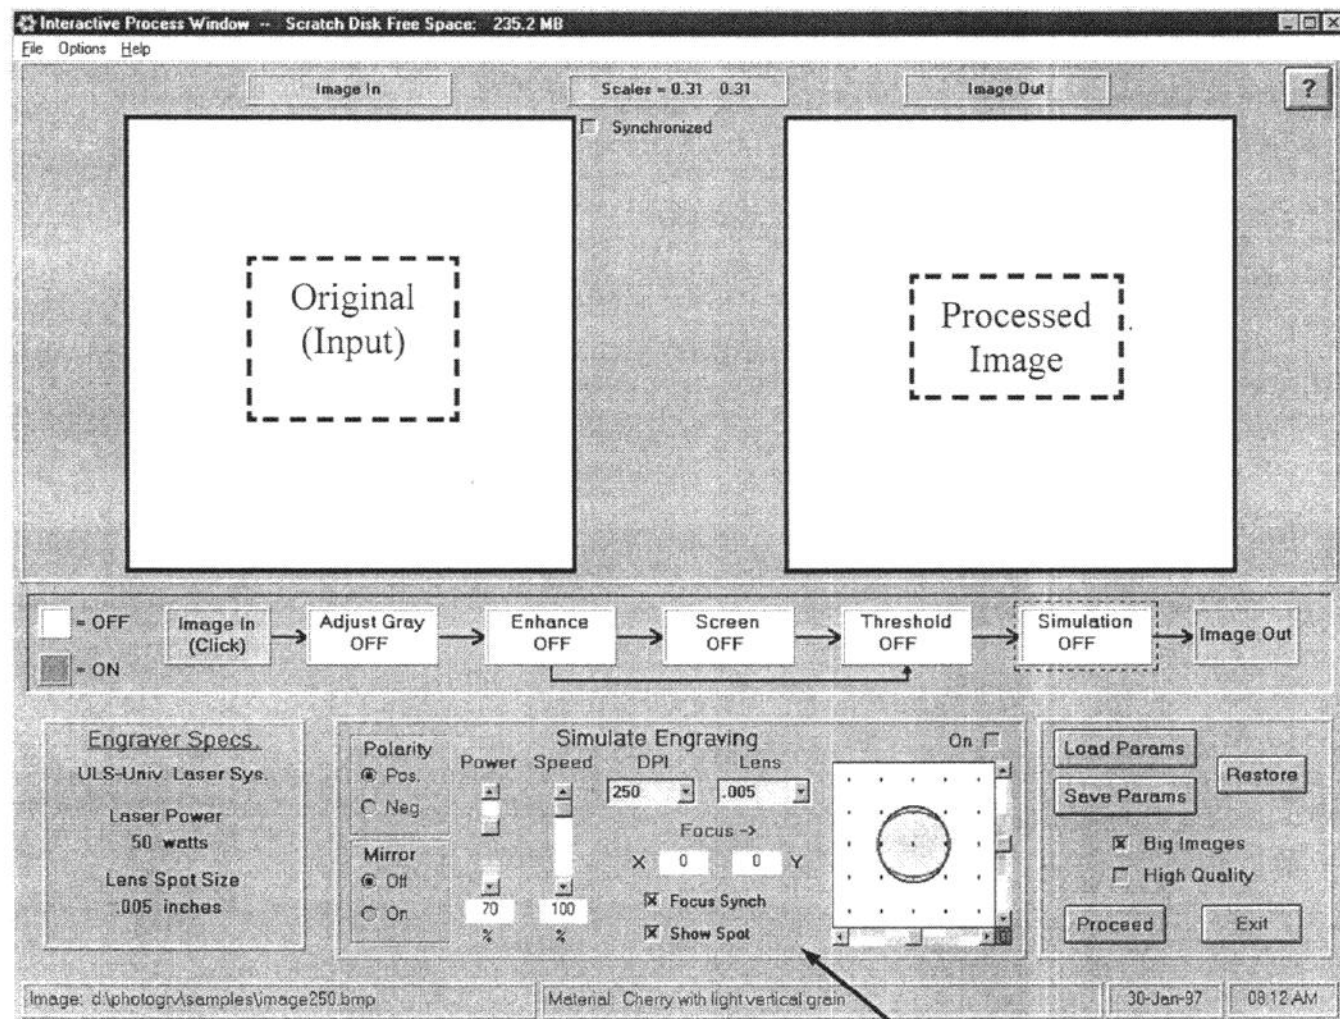 Interactive Process Window -- Scratch Disk Free Space: 235.2 MB
File Options Help
Image In
Scales = 0.31 0.31
Image Out
?
Synchronized
Original
(Input)
Processed
Image
= OFF
= ON
Image In
(Click)
Adjust Gray
OFF
Enhance
OFF
Screen
OFF
Threshold
OFF
Simulation
OFF
Image Out
Engraver Specs.
ULS-Univ. Laser Sys.
Laser Power
50 watts
Lens Spot Size
.005 inches
Simulate Engraving
On
Polarity
Pos.
Neg.
Mirror
Off
On
Power
70
%
Speed
100
%
DPI
250
Lens
.005
Focus ->
X 0 0 Y
Focus Synch
Show Spot
Load Params
Save Params
Restore
Big Images
High Quality
Proceed
Exit
Image: d:\photogrv\samples\image250.bmp
Material: Cherry with light vertical grain
30-Jan-97
08:12 AM